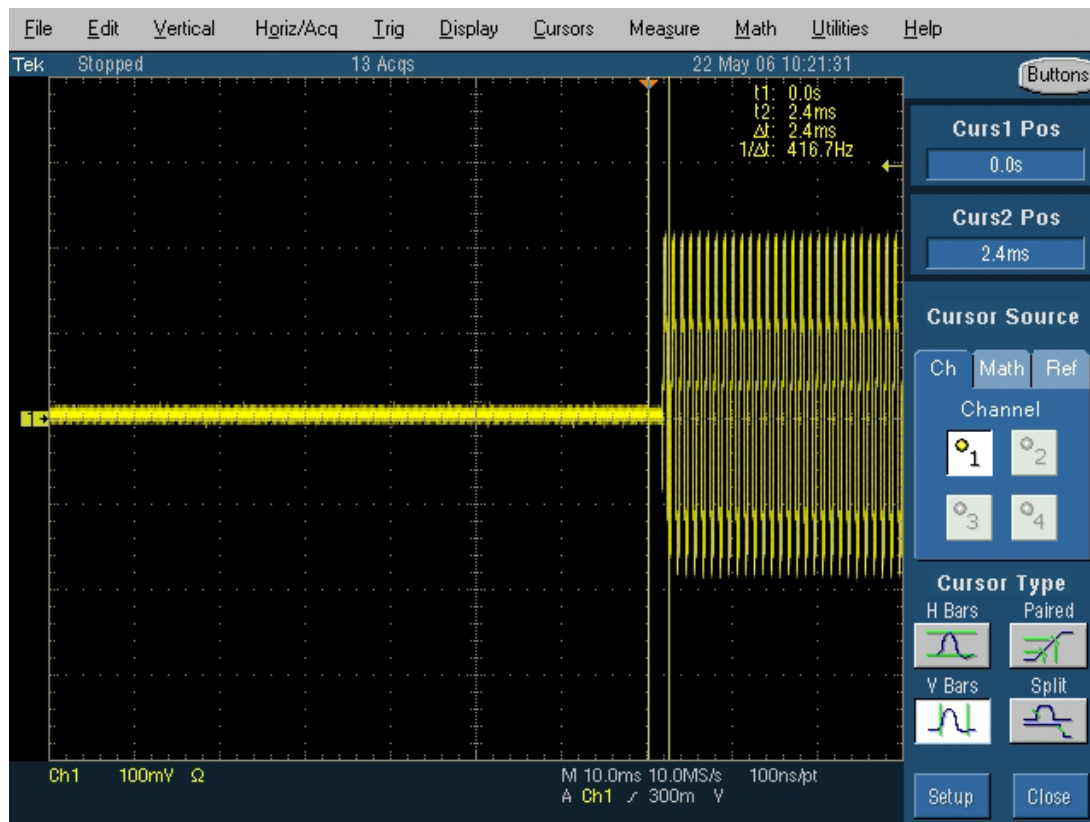 File Edit Vertical Horiz/Acq Trig Display Cursors Measure Math Utilities Help
Tek Stopped 13 Acqs 22 May 06 10:21:31
Buttons
t1: 0.0s
t2: 2.4ms
Δt: 2.4ms
1/Δt: 416.7Hz
Curs1 Pos
0.0s
Curs2 Pos
2.4ms
Cursor Source
Ch Math Ref
Channel
1 2
3 4
Cursor Type
H Bars Paired
V Bars Split
Setup Close
1
Ch1 100mV Ω M 10.0ms 10.0MS/s 100ns/pt
A Ch1 300m V